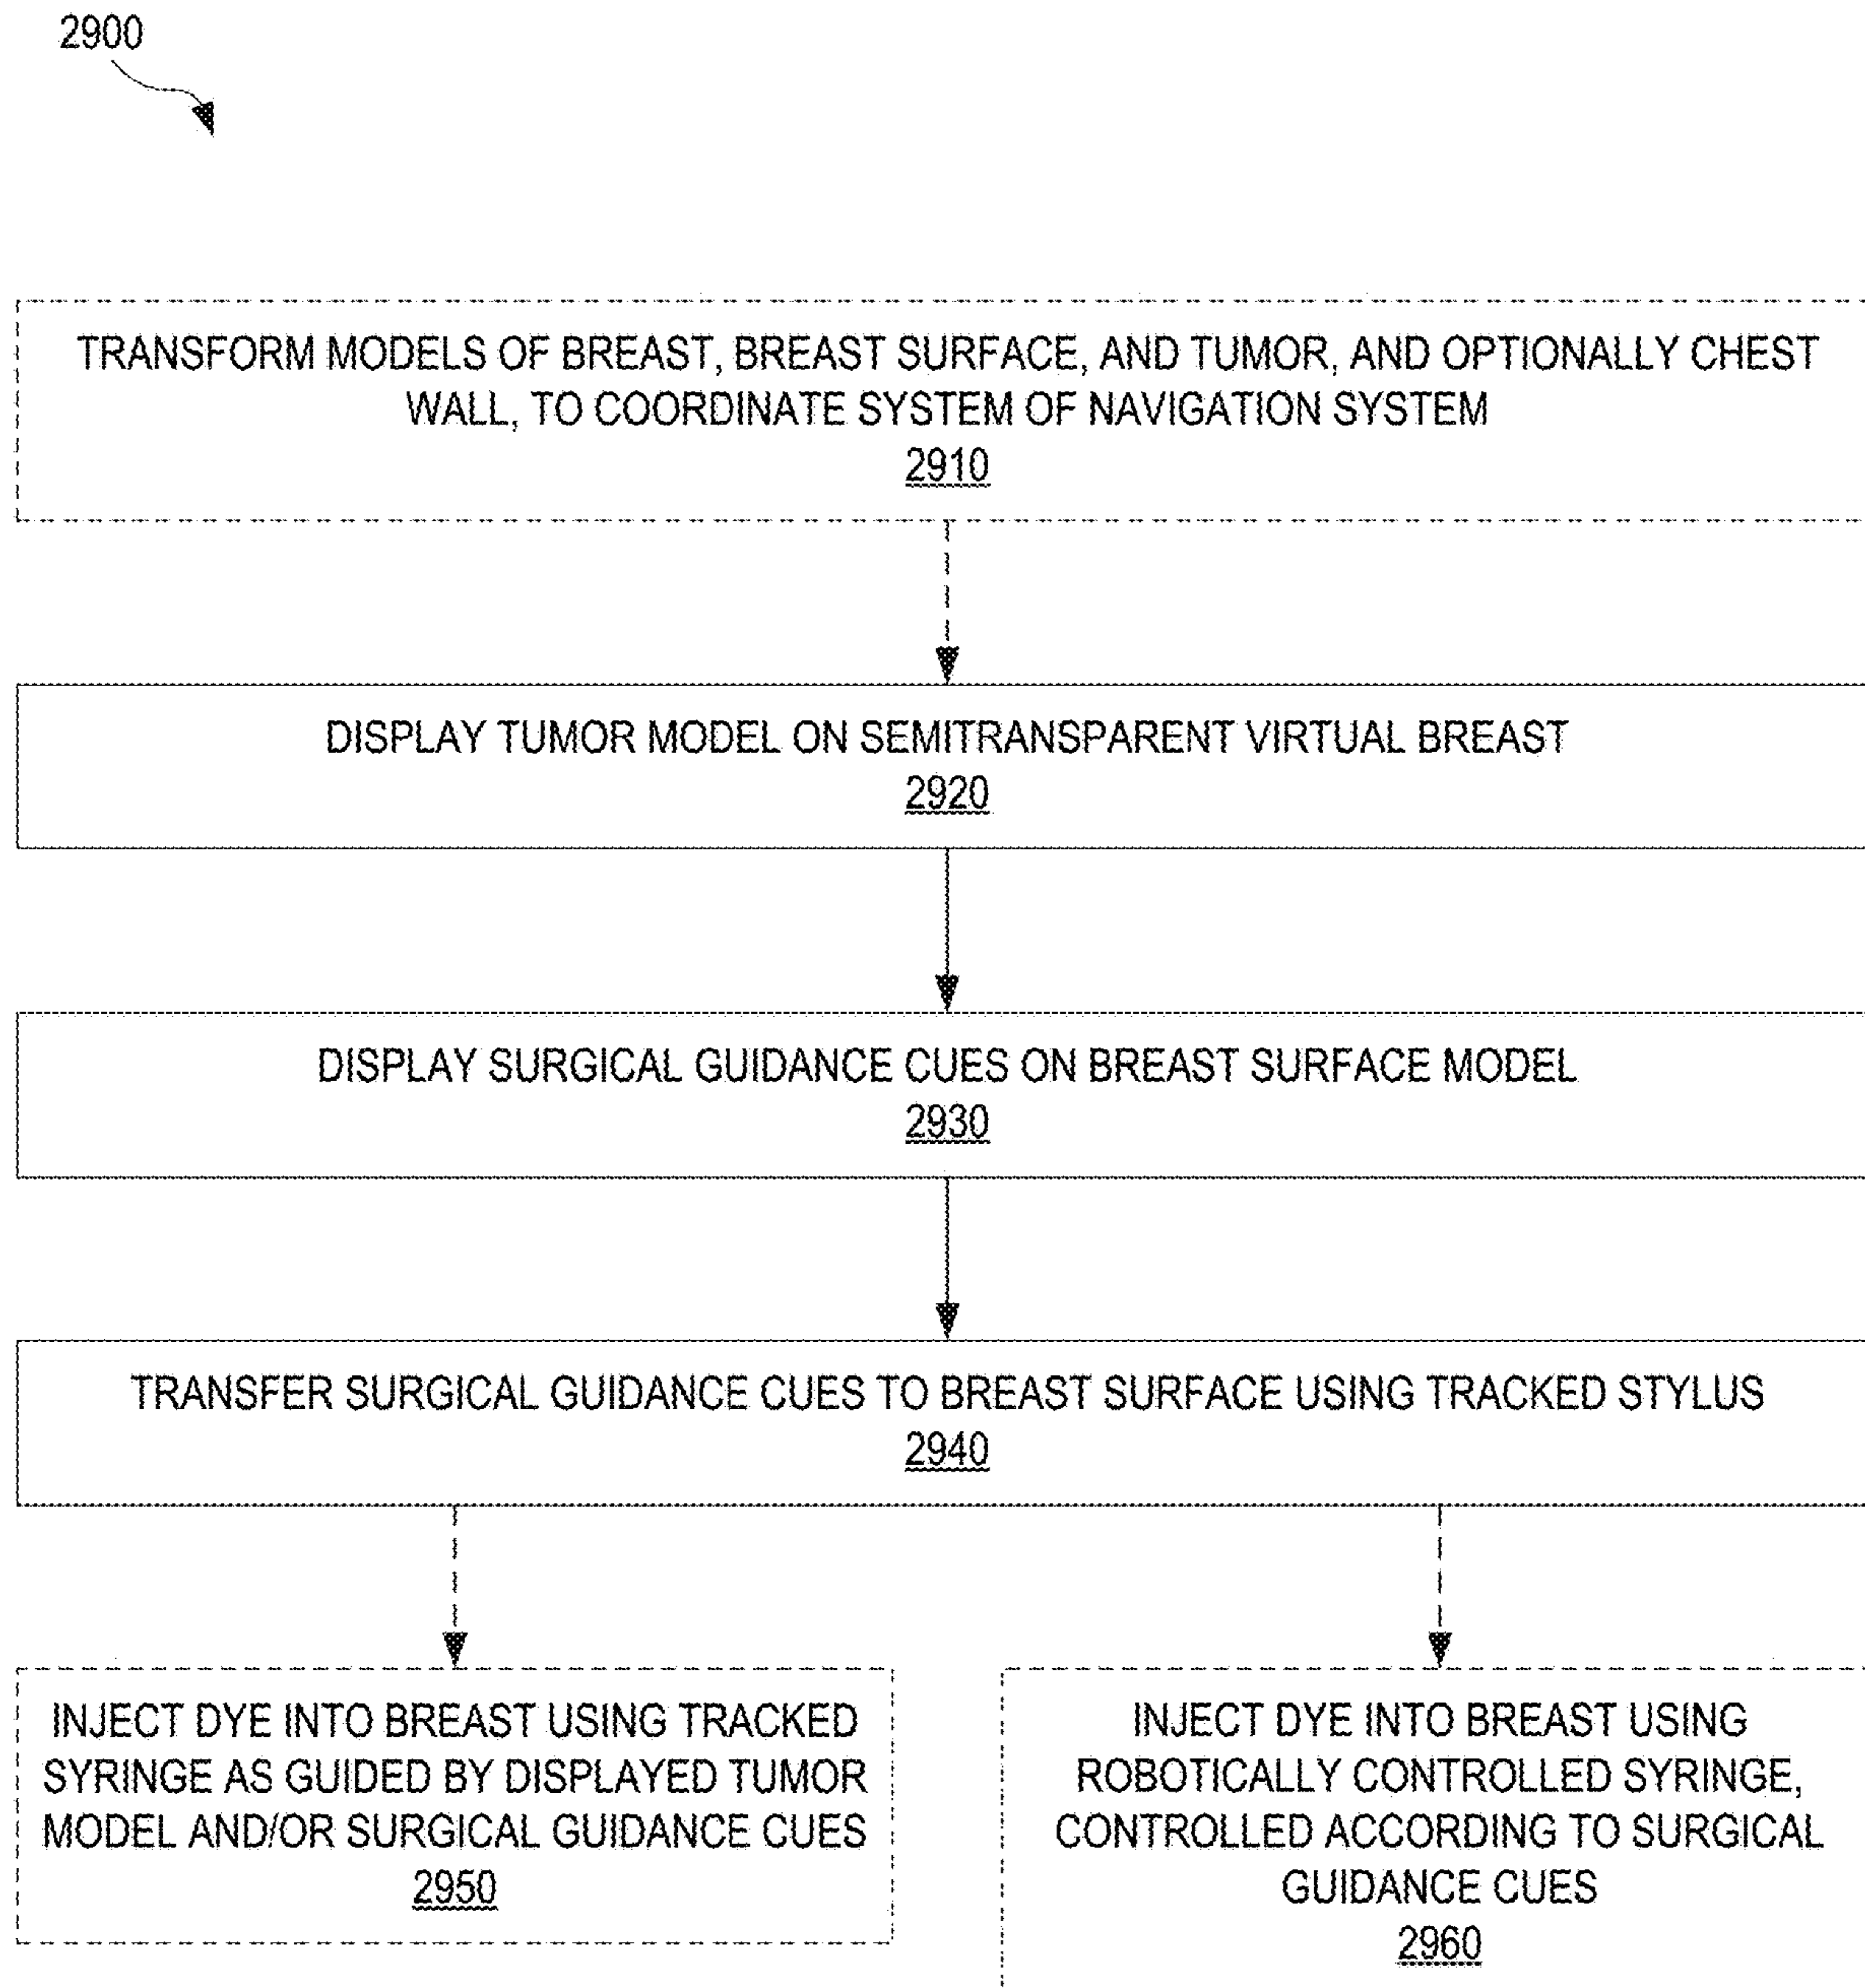 2900
TRANSFORM MODELS OF BREAST, BREAST SURFACE, AND TUMOR, AND OPTIONALLY CHEST
WALL, TO COORDINATE SYSTEM OF NAVIGATION SYSTEM
2910
DISPLAY TUMOR MODEL ON SEMITRANSPARENT VIRTUAL BREAST
2920
DISPLAY SURGICAL GUIDANCE CUES ON BREAST SURFACE MODEL
2930
TRANSFER SURGICAL GUIDANCE CUES TO BREAST SURFACE USING TRACKED STYLUS
2940
INJECT DYE INTO BREAST USING TRACKED
SYRINGE AS GUIDED BY DISPLAYED TUMOR
MODEL AND/OR SURGICAL GUIDANCE CUES
2950
INJECT DYE INTO BREAST USING
ROBOTICALLY CONTROLLED SYRINGE,
CONTROLLED ACCORDING TO SURGICAL
GUIDANCE CUES
2960